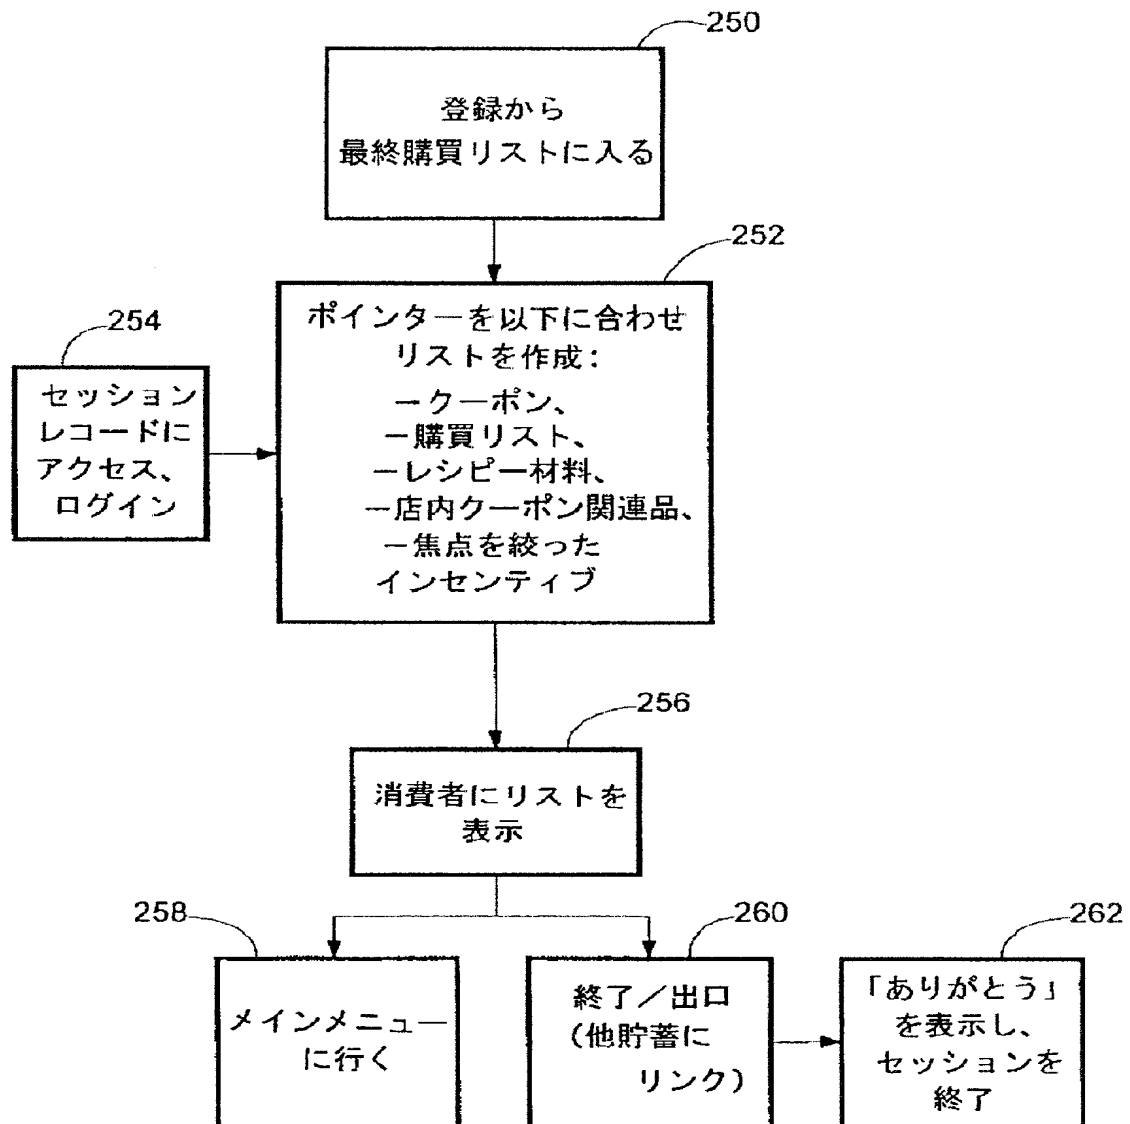 250
登録から
最終購買リストに入る
252
ポインターを以下に合わせ
リストを作成:
ークーポン、
ー購買リスト、
ーレシピー材料、
ー店内クーポン関連品、
ー焦点を絞った
インセンティブ
254
セッション
レコードに
アクセス、
ログイン
256
消費者にリストを
表示
258
メインメニュー
に行く
260
終了/出口
(他貯蓄に
リンク)
262
「ありがとう」
を表示し、
セッションを
終了